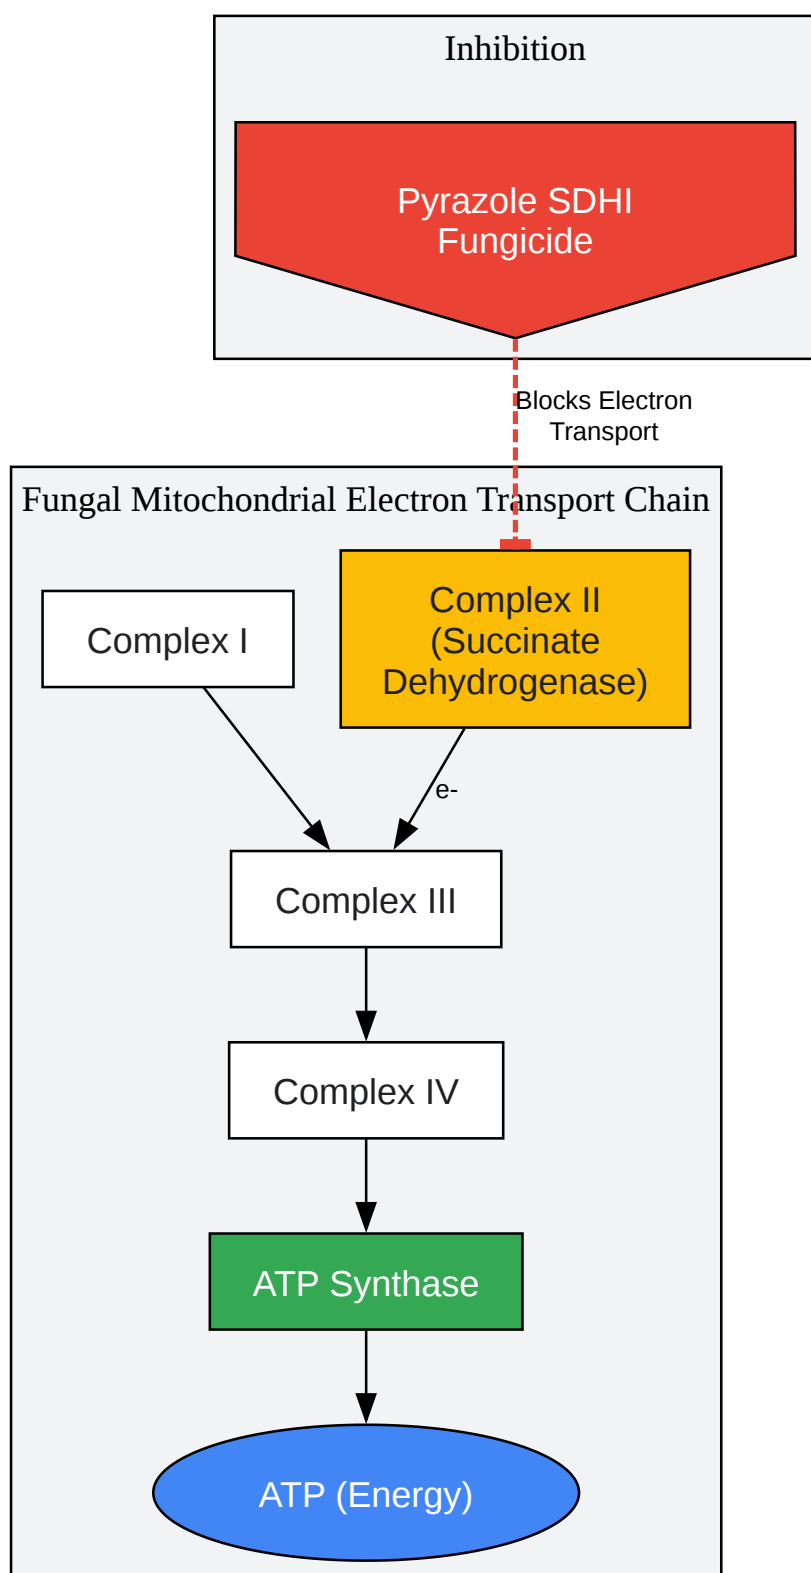 Inhibition
Pyrazole SDHI
Fungicide
Blocks Electron
Transport
Fungal Mitochondrial Electron Transport Chain
Complex I
Complex II
(Succinate
Dehydrogenase)
e-
Complex III
Complex IV
ATP Synthase
ATP (Energy)